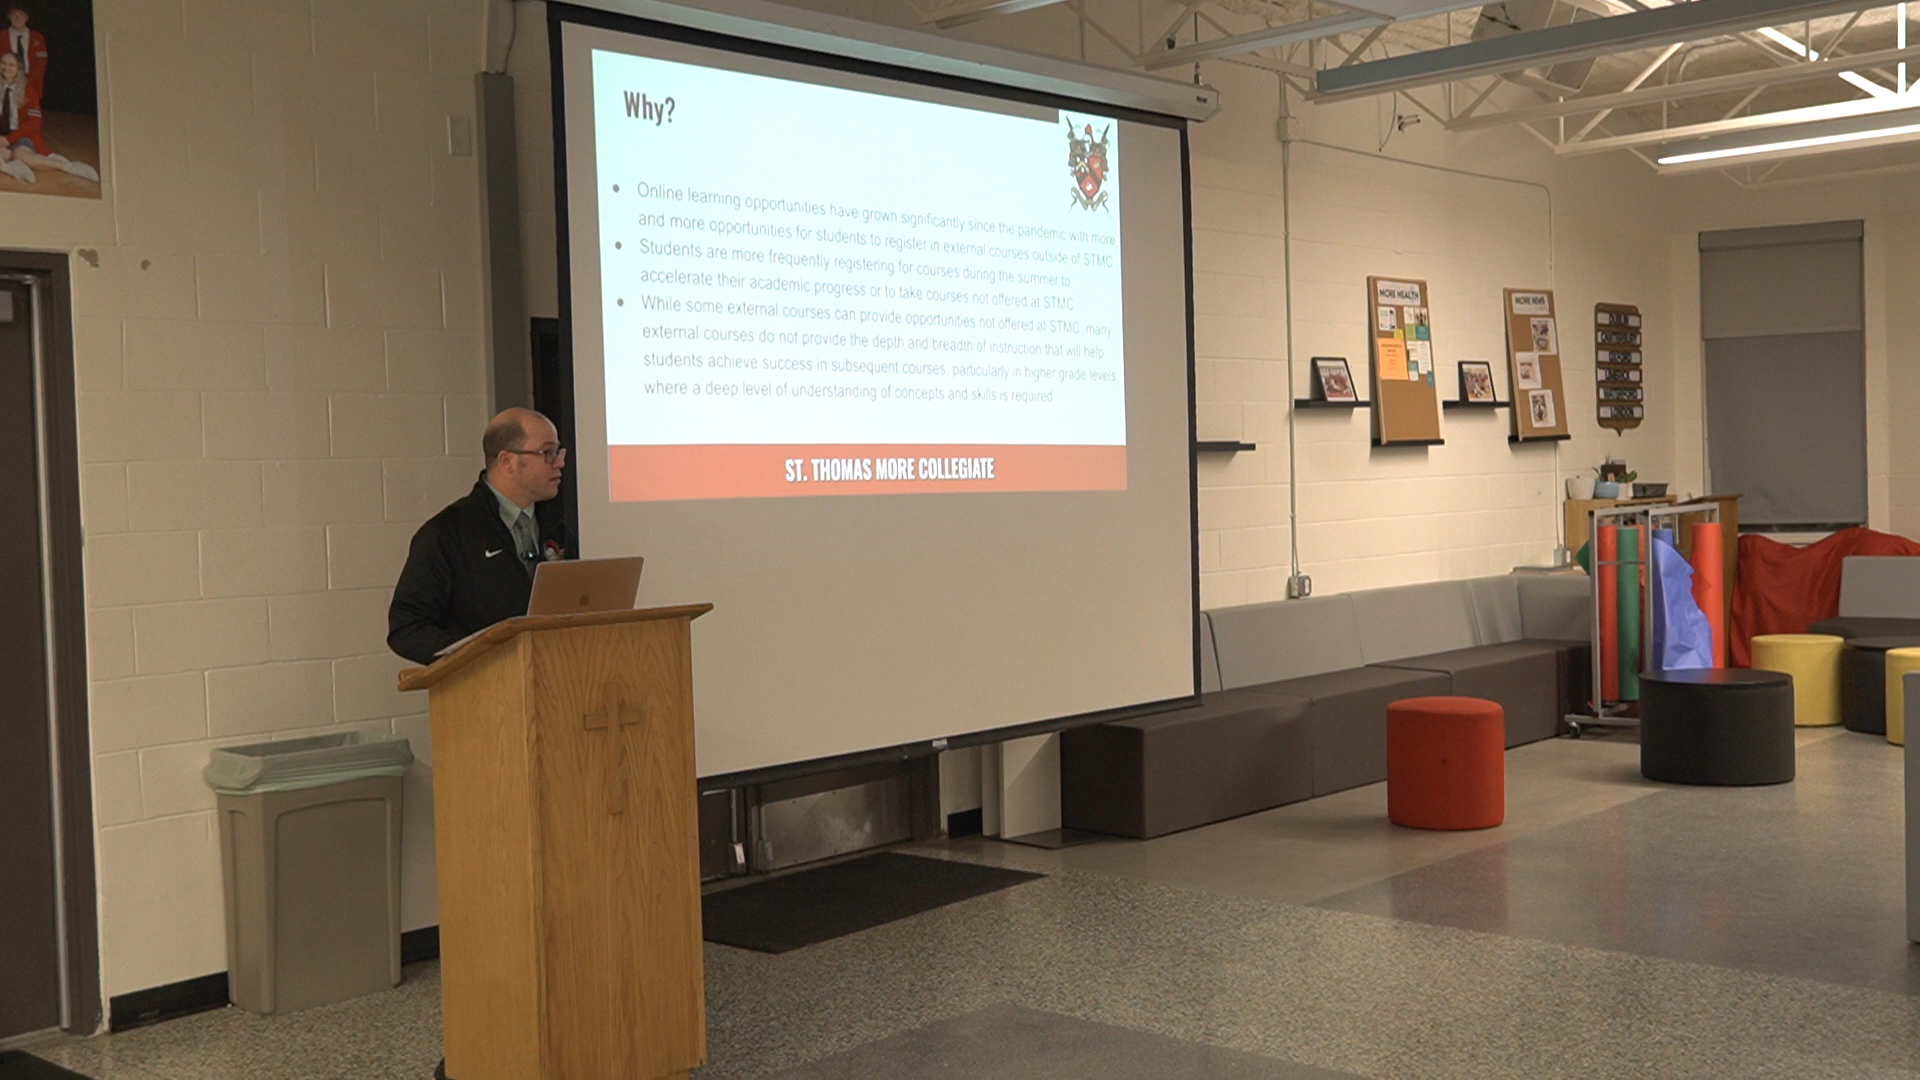 Why?
Online learning opportunities have grown significantly since the pandemic with more
and more opportunities for students to register in external courses outside of STMC
Students are more frequently registering for courses during the summer to
accelerate their academic progress or to take courses not offered at STMC
While some external courses can provide opportunities not offered at STMC, many
external courses do not provide the depth and breadth of instruction that will help
students achieve success in subsequent courses, particularly in higher grade levels,
where a deep level of understanding of concepts and skills is required
ST. THOMAS MORE COLLEGIATE
MORE HEALTH
MORE NEWS
DUBLIN
CANTERBURY
OXFORD
LIMERICK
LONDON